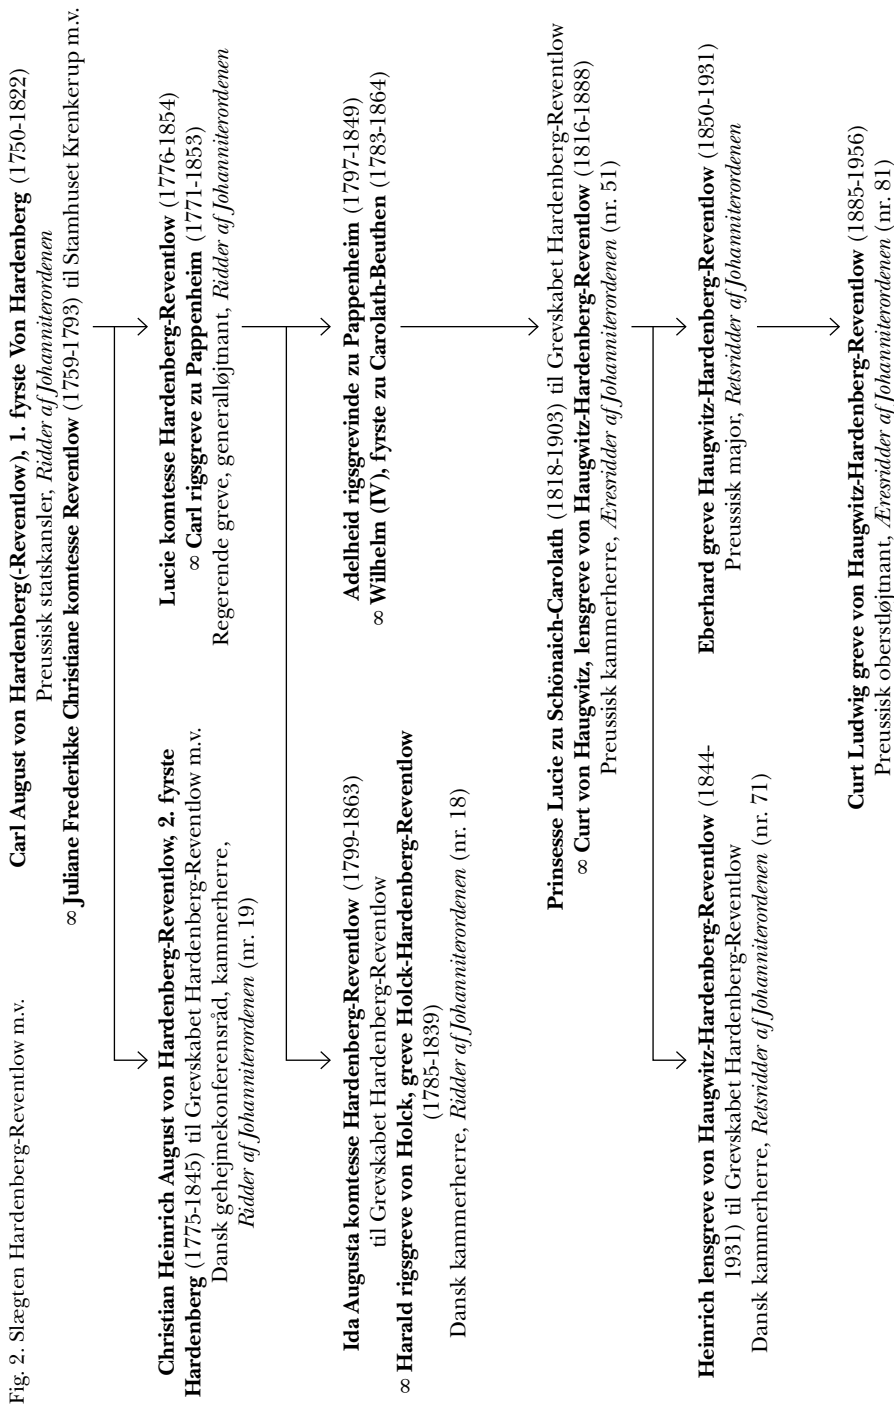 Fig. 2. Slægten Hardenberg-Reventlow m.v.
Carl August von Hardenberg(-Reventlow), 1. fyrste Von Hardenberg (1750-1822)
Preussisk statskansler, Ridder af Johanniterordenen
∞ Juliane Frederikke Christiane komtesse Reventlow (1759-1793) til Stamhuset Krenkerup m.v.
Christian Heinrich August von Hardenberg-Reventlow, 2. fyrste
Hardenberg (1775-1845) til Grevskabet Hardenberg-Reventlow m.v.
Dansk gehejmekonferensråd, kammerherre,
Ridder af Johanniterordenen (nr. 19)
Lucie komtesse Hardenberg-Reventlow (1776-1854)
∞ Carl rigsgreve zu Pappenheim (1771-1853)
Regerende greve, generalløjtnant, Ridder af Johanniterordenen
Ida Augusta komtesse Hardenberg-Reventlow (1799-1863)
til Grevskabet Hardenberg-Reventlow
∞ Harald rigsgreve von Holck, greve Holck-Hardenberg-Reventlow
(1785-1839)
Dansk kammerherre, Ridder af Johanniterordenen (nr. 18)
Adelheid rigsgrevinde zu Pappenheim (1797-1849)
∞ Wilhelm (IV), fyrste zu Carolath-Beuthen (1783-1864)
Prinsesse Lucie zu Schönaich-Carolath (1818-1903) til Grevskabet Hardenberg-Reventlow
∞ Curt von Haugwitz, lensgreve von Haugwitz-Hardenberg-Reventlow (1816-1888)
Preussisk kammerherre, Æresridder af Johanniterordenen (nr. 51)
Heinrich lensgreve von Haugwitz-Hardenberg-Reventlow (1844-
1931) til Grevskabet Hardenberg-Reventlow
Dansk kammerherre, Retsridder af Johanniterordenen (nr. 71)
Eberhard greve Haugwitz-Hardenberg-Reventlow (1850-1931)
Preussisk major, Retsridder af Johanniterordenen
Curt Ludwig greve von Haugwitz-Hardenberg-Reventlow (1885-1956)
Preussisk oberstløjtnant, Æresridder af Johanniterordenen (nr. 81)